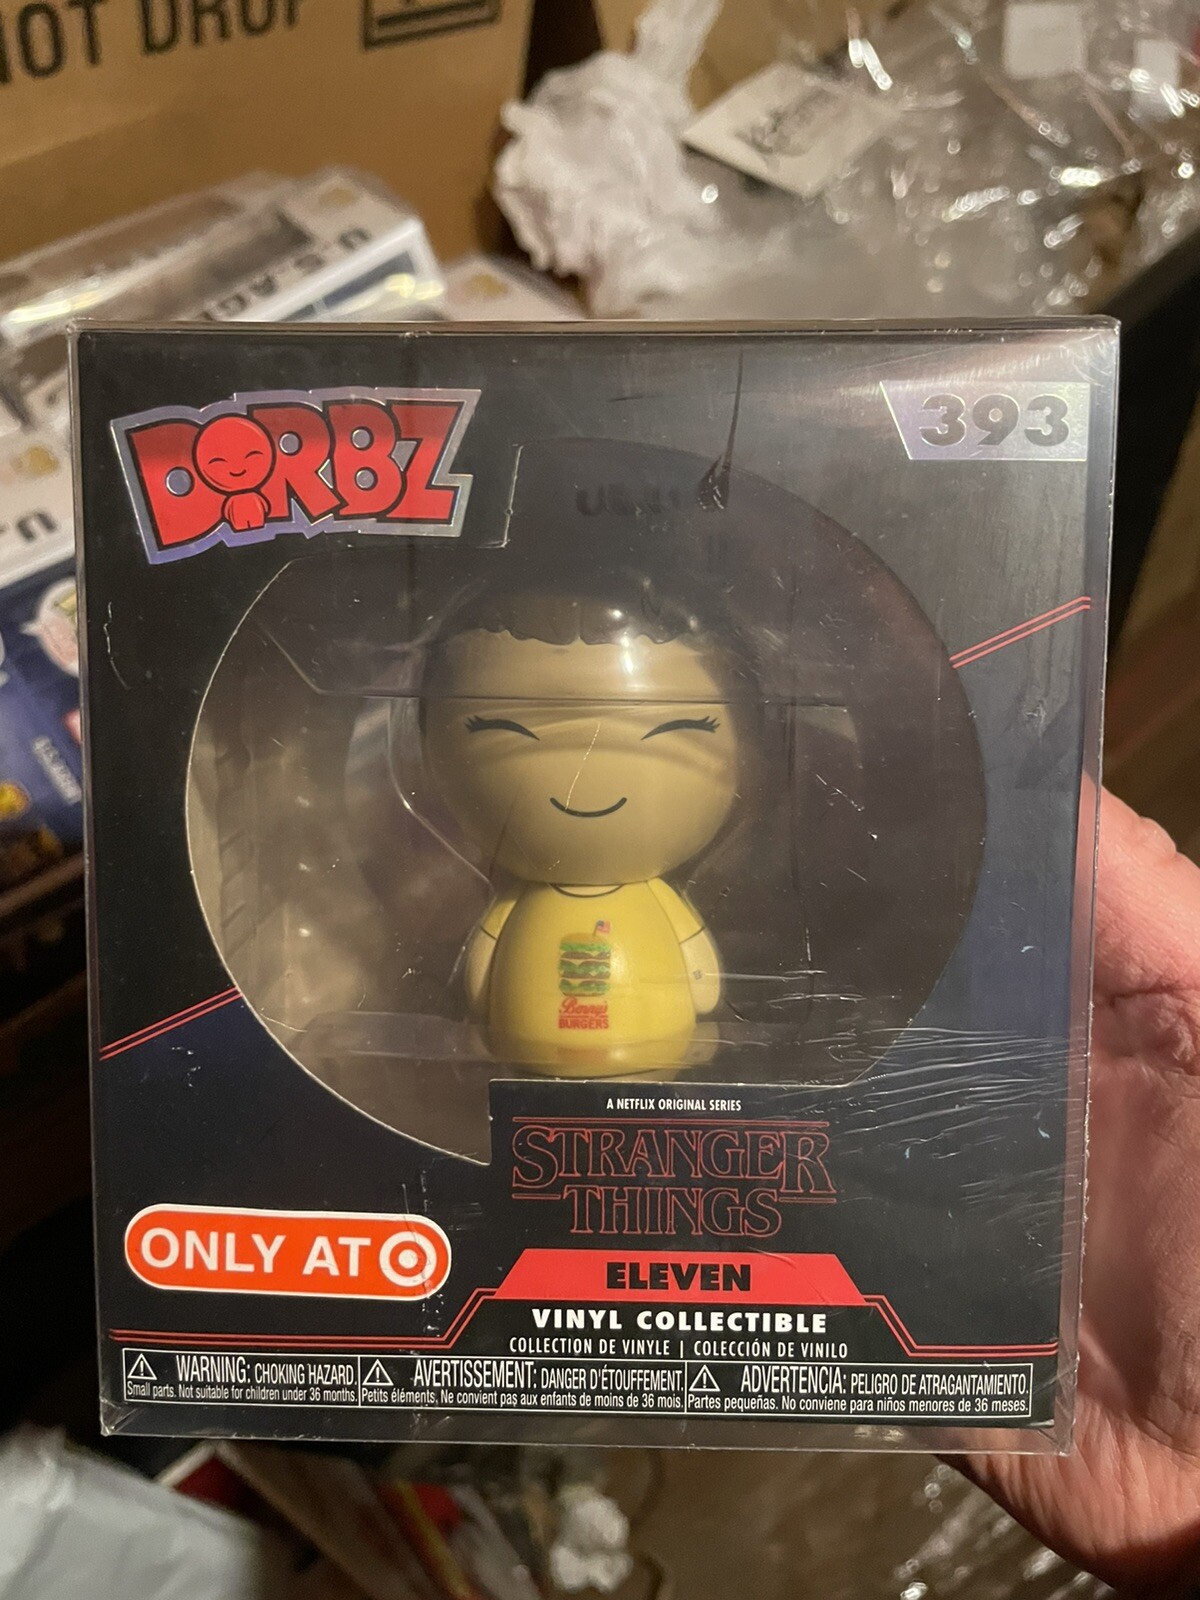 NOT DROP
U.S.AG
DORBZ
393
Benny's
BURGERS
A NETFLIX ORIGINAL SERIES
STRANGER
THINGS
ONLY AT
ELEVEN
VINYL COLLECTIBLE
COLLECTION DE VINYLE | COLECCIÓN DE VINILO
WARNING: CHOKING HAZARD.
Small parts. Not suitable for children under 36 months.
AVERTISSEMENT: DANGER D'ÉTOUFFEMENT.
Petits éléments. Ne convient pas aux enfants de moins de 36 mois.
ADVERTENCIA: PELIGRO DE ATRAGANTAMIENTO.
Partes pequeñas. No conviene para niños menores de 36 meses.